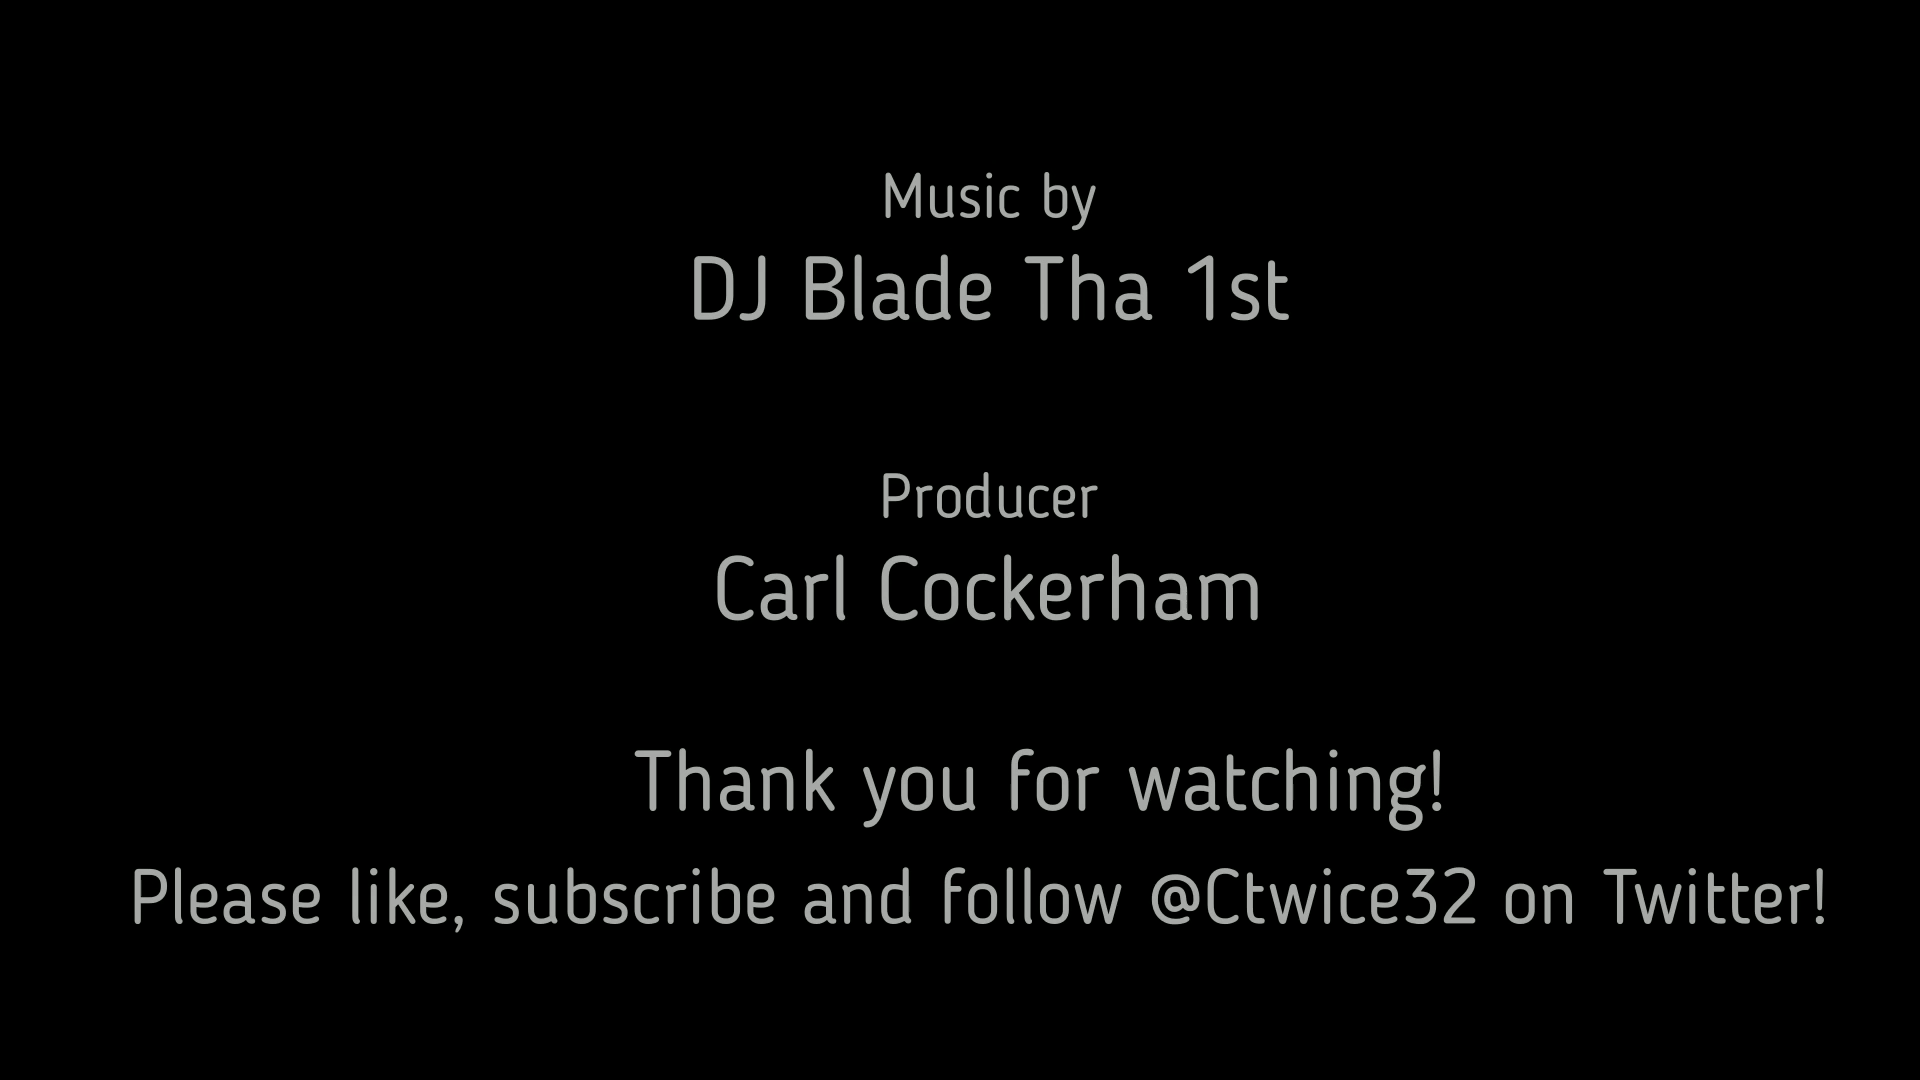 Music by
DJ Blade Tha 1st
Producer
Carl Cockerham
Thank you for watching!
Please like, subscribe and follow @Ctwice32 on Twitter!